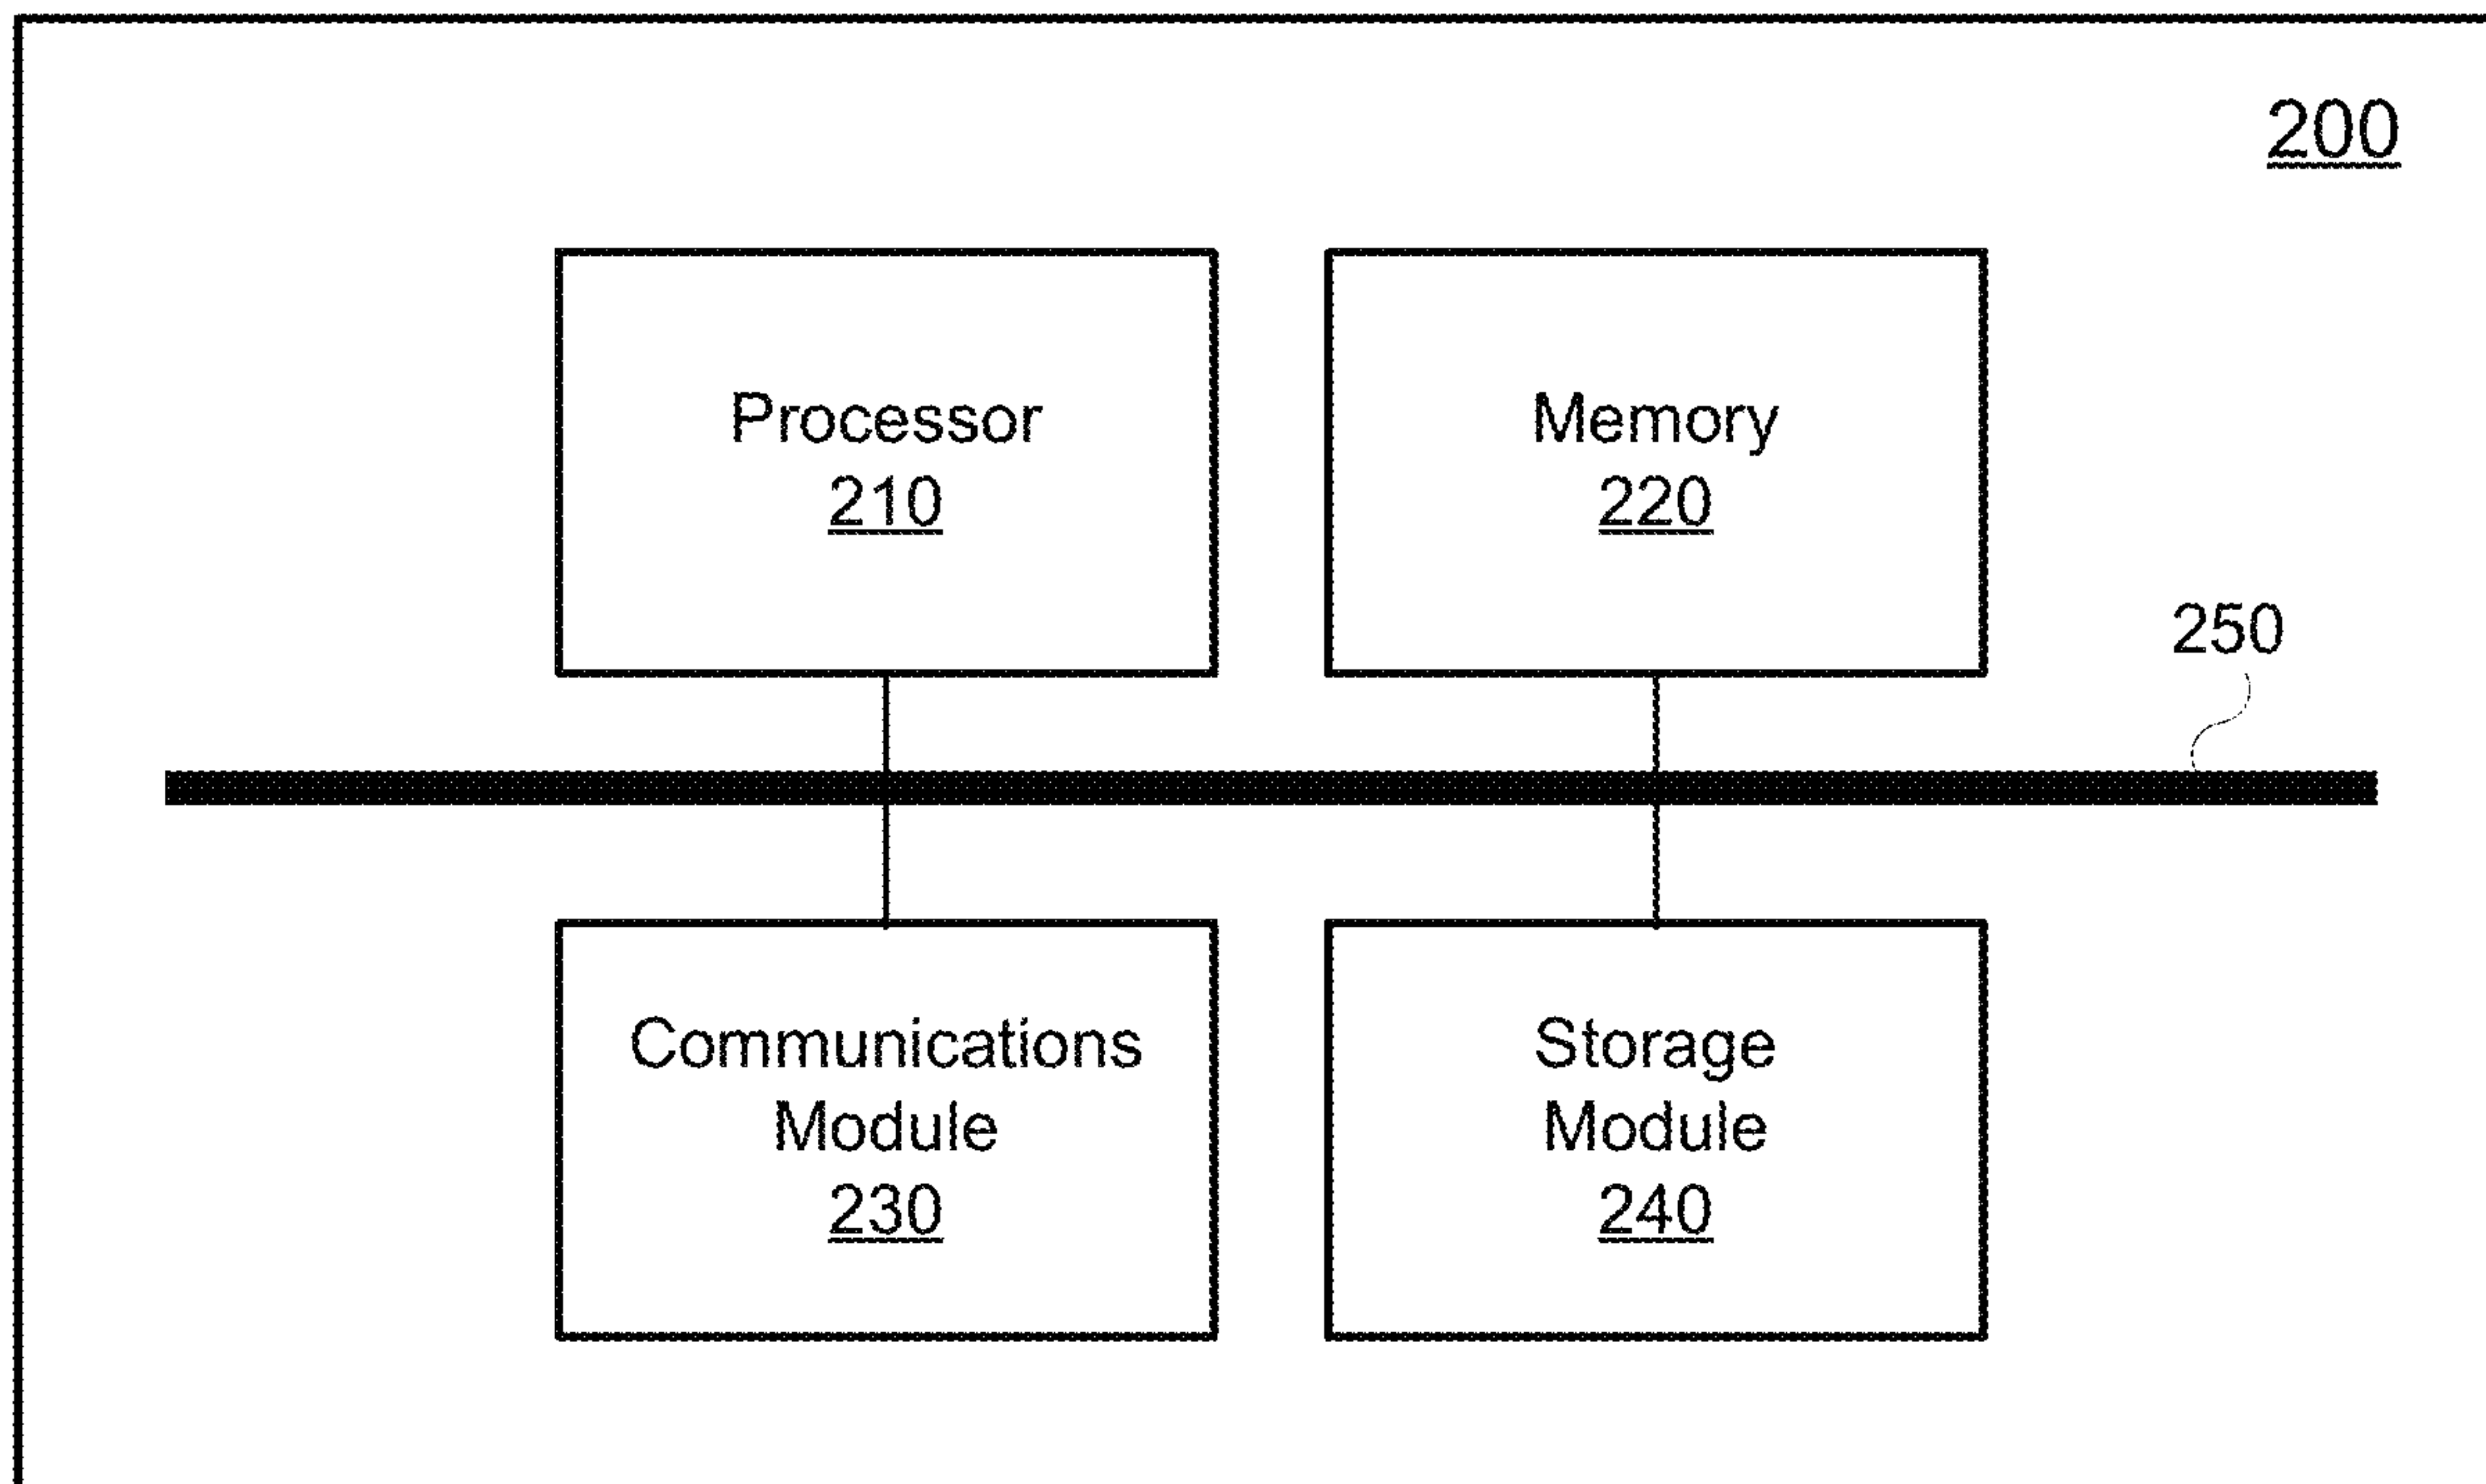 200
Processor
210
Memory
220
250
Communications
Module
230
Storage
Module
240